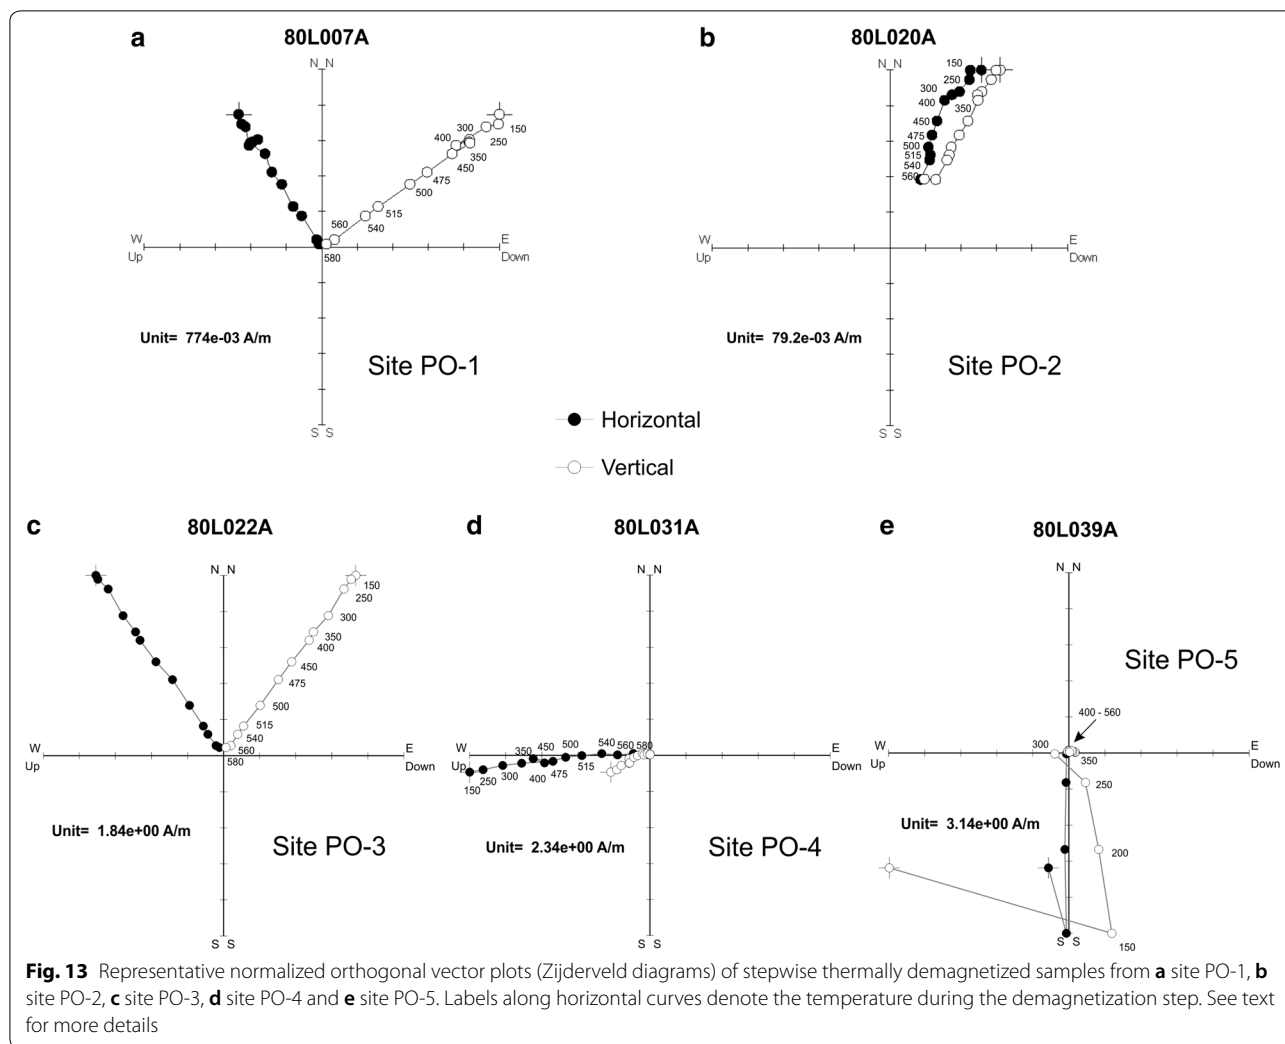 a
80L007A
N N
300
150
400
250
350
450
475
500
515
560
540
W
E
Up
580
Down
Unit= 774e-03 A/m
Site PO-1
S S
b
80L020A
N N
150
250
300
350
400
450
475
500
515
540
560
W
E
Up
Down
Unit= 79.2e-03 A/m
Site PO-2
S S
Horizontal
Vertical
c
80L022A
N N
150
250
300
350
400
450
475
500
515
540
560
W
E
Up
580
Down
Unit= 1.84e+00 A/m
Site PO-3
S S
d
80L031A
N N
450
500
540
560
580
350
W
E
Up
Down
515
475
400
300
250
150
Unit= 2.34e+00 A/m
Site PO-4
S S
e
80L039A
N N
Site PO-5
400 - 560
W
300
E
Up
350
Down
250
Unit= 3.14e+00 A/m
200
S S
150
Fig. 13 Representative normalized orthogonal vector plots (Zijderveld diagrams) of stepwise thermally demagnetized samples from a site PO-1, b
site PO-2, c site PO-3, d site PO-4 and e site PO-5. Labels along horizontal curves denote the temperature during the demagnetization step. See text
for more details